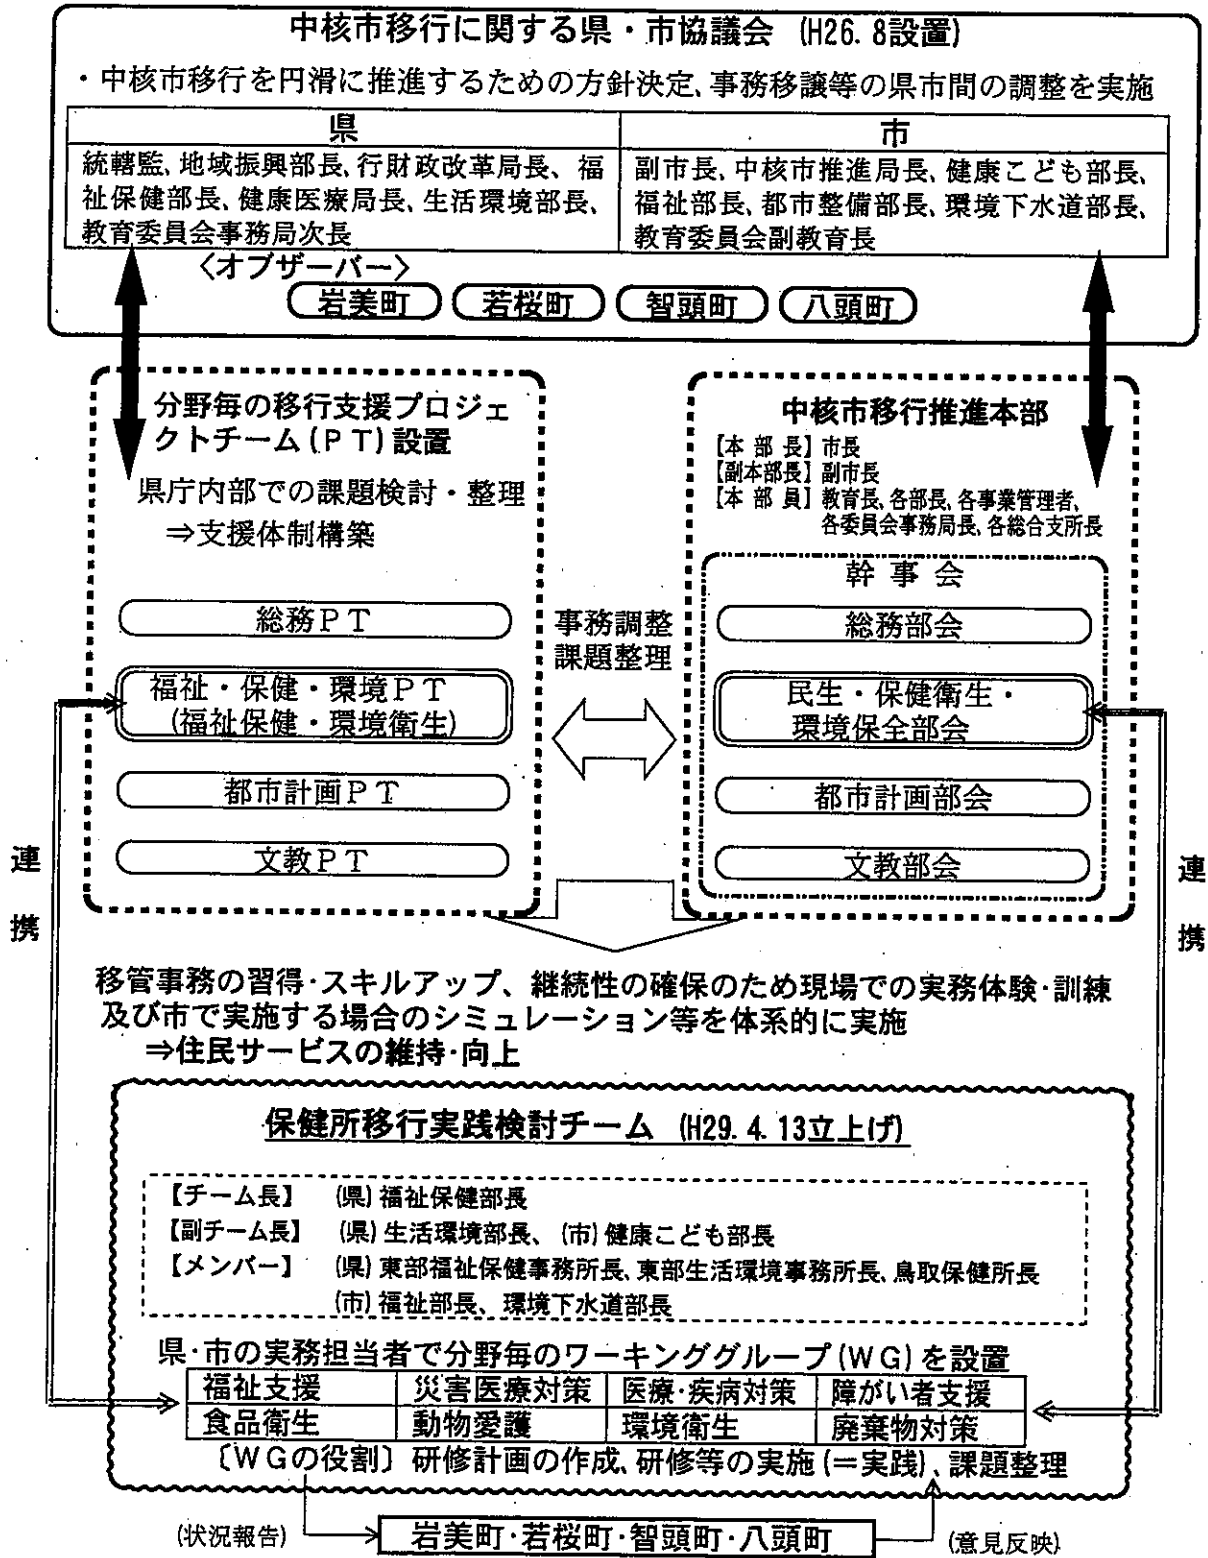 中核市移行に関する県・市協議会 (H26.8設置)
・中核市移行を円滑に推進するための方針決定、事務移譲等の県市間の調整を実施
県
統轄監、地域振興部長、行財政改革局長、福
祉保健部長、健康医療局長、生活環境部長、
教育委員会事務局次長
市
副市長、中核市推進局長、健康こども部長、
福祉部長、都市整備部長、環境下水道部長、
教育委員会副教育長
〈オブザーバー〉
岩美町 若桜町 智頭町 八頭町
分野毎の移行支援プロジェ
クトチーム(PT)設置
県庁内部での課題検討・整理
⇒支援体制構築
総務PT
福祉・保健・環境PT
(福祉保健・環境衛生)
都市計画PT
文教PT
事務調整
課題整理
中核市移行推進本部
【本部長】市長
【副本部長】副市長
【本部員】教育長、各部長、各事業管理者、
各委員会事務局長、各総合支所長
幹事会
総務部会
民生・保健衛生・
環境保全部会
都市計画部会
文教部会
連携
連携
移管事務の習得・スキルアップ、継続性の確保のため現場での実務体験・訓練
及び市で実施する場合のシミュレーション等を体系的に実施
⇒住民サービスの維持・向上
保健所移行実践検討チーム (H29.4.13立上げ)
【チーム長】 (県)福祉保健部長
【副チーム長】 (県)生活環境部長、(市)健康こども部長
【メンバー】 (県)東部福祉保健事務所長、東部生活環境事務所長、鳥取保健所長
(市)福祉部長、環境下水道部長
県・市の実務担当者で分野毎のワーキンググループ(WG)を設置
福祉支援 災害医療対策 医療・疾病対策 障がい者支援
食品衛生 動物愛護 環境衛生 廃棄物対策
〔WGの役割〕研修計画の作成、研修等の実施(=実践)、課題整理
(状況報告) 岩美町・若桜町・智頭町・八頭町 (意見反映)